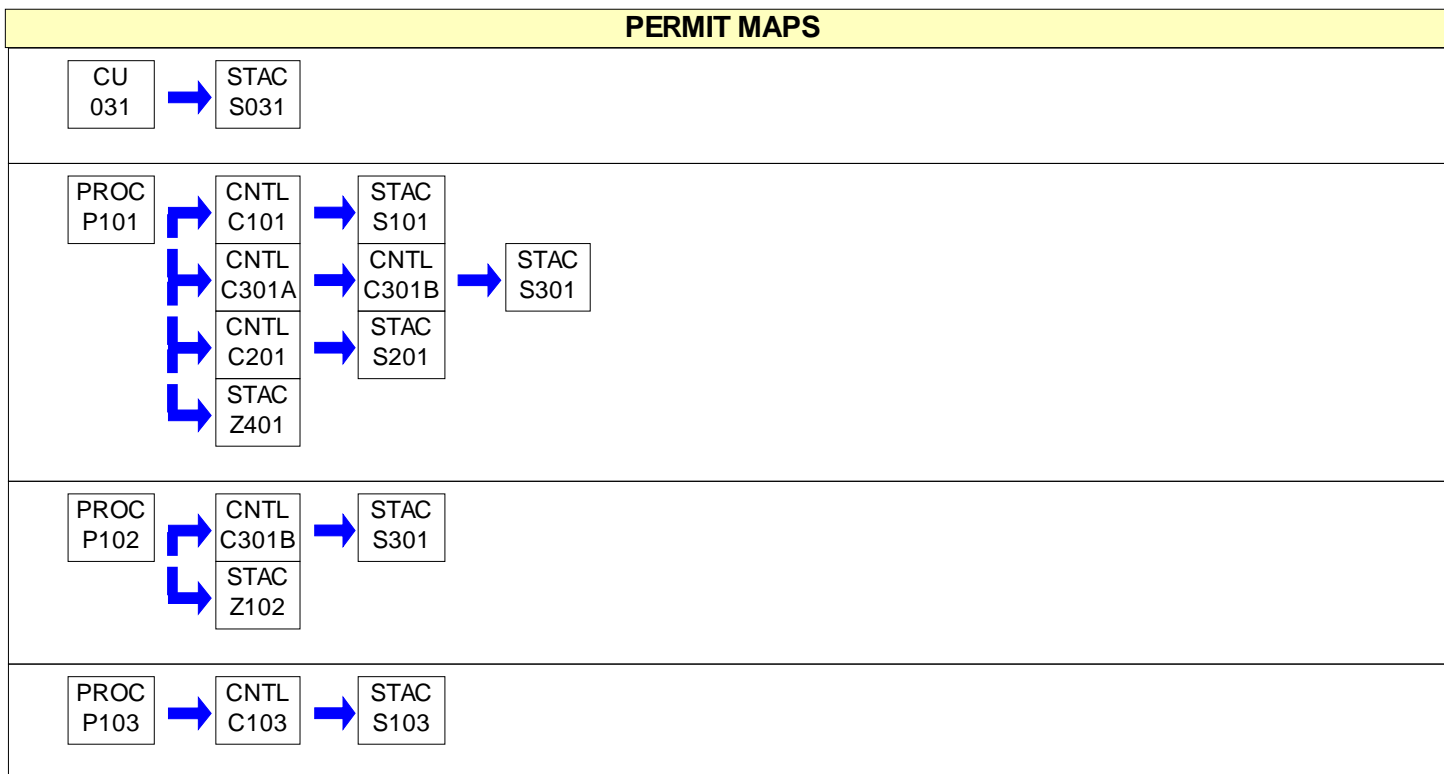 PERMIT MAPS
CU
031
STAC
S031
PROC
P101
CNTL
C101
STAC
S101
CNTL
C301A
CNTL
C301B
STAC
S301
CNTL
C201
STAC
S201
STAC
Z401
PROC
P102
CNTL
C301B
STAC
S301
STAC
Z102
PROC
P103
CNTL
C103
STAC
S103